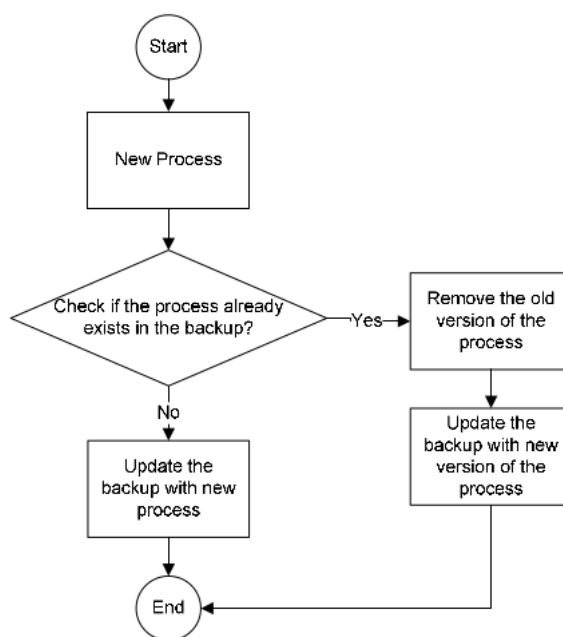 Start
New Process
Check if the process already
exists in the backup?
Yes
Remove the old
version of the
process
No
Update the
backup with new
process
Update the
backup with new
version of the
process
End